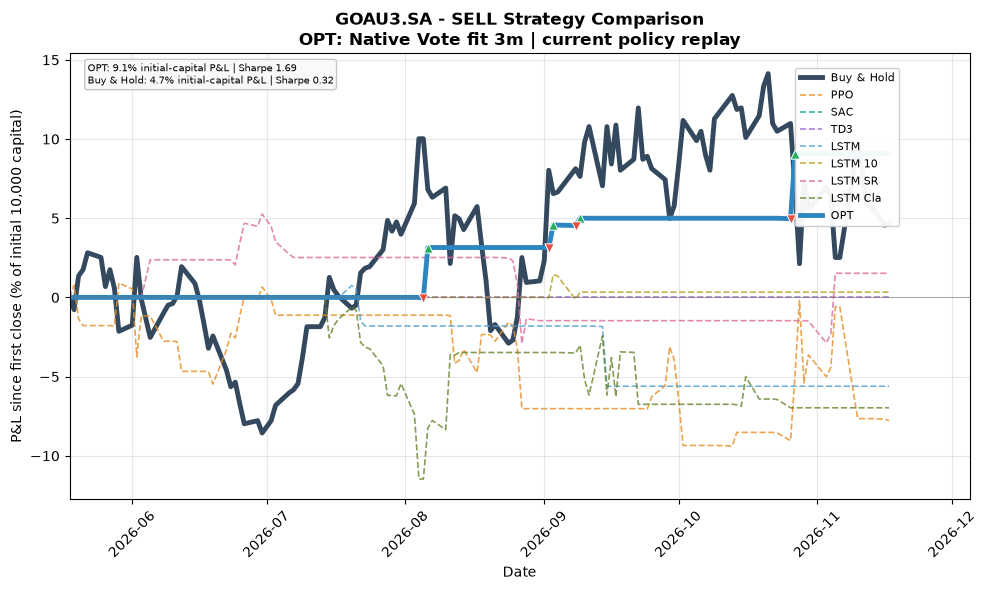 GOAU3.SA - SELL Strategy Comparison
OPT: Native Vote fit 3m | current policy replay
OPT: 9.1% initial-capital P&L | Sharpe 1.69
Buy & Hold: 4.7% initial-capital P&L | Sharpe 0.32
Buy & Hold
PPO
SAC
TD3
LSTM
LSTM 10
LSTM SR
LSTM Cla
OPT
P&L since first close (% of initial 10,000 capital)
15
10
5
0
−5
−10
2026-06
2026-07
2026-08
2026-09
2026-10
2026-11
2026-12
Date